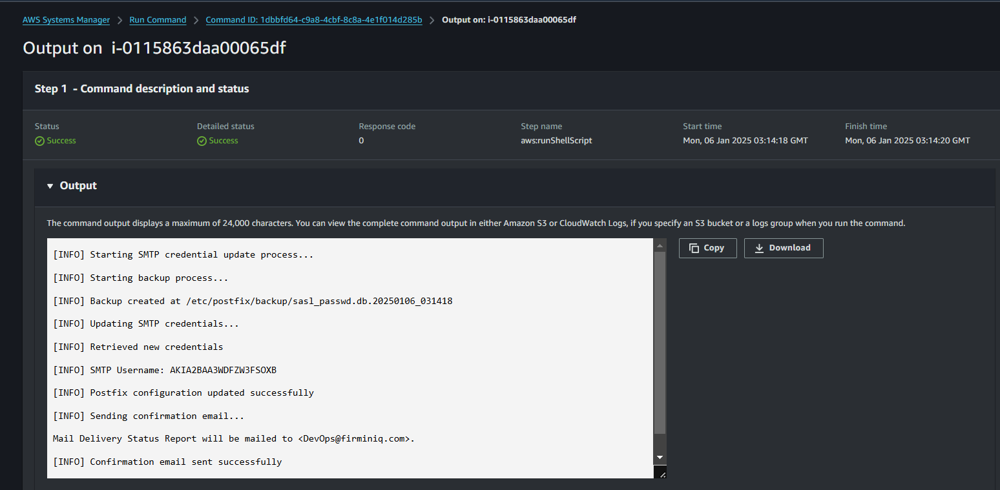 AWS Systems Manager > Run Command > Command ID: 1dbbfd64-c9a8-4cbf-8c8a-4e1f014d285b > Output on: i-0115863daa00065df
Output on i-0115863daa00065df
Step 1 - Command description and status
Status Detailed status Response code Step name Start time Finish time
Success Success 0 aws:runShellScript Mon, 06 Jan 2025 03:14:18 GMT Mon, 06 Jan 2025 03:14:20 GMT
Output
The command output displays a maximum of 24,000 characters. You can view the complete command output in either Amazon S3 or CloudWatch Logs, if you specify an S3 bucket or a logs group when you run the command.
Copy Download
[INFO] Starting SMTP credential update process...
[INFO] Starting backup process...
[INFO] Backup created at /etc/postfix/backup/sasl_passwd.db.20250106_031418
[INFO] Updating SMTP credentials...
[INFO] Retrieved new credentials
[INFO] SMTP Username: AKIA2BAA3WDFZW3FSOXB
[INFO] Postfix configuration updated successfully
[INFO] Sending confirmation email...
Mail Delivery Status Report will be mailed to <DevOps@firminiq.com>.
[INFO] Confirmation email sent successfully